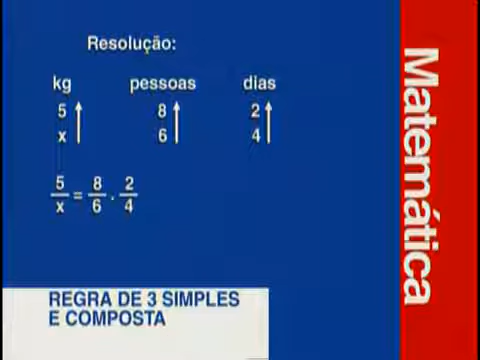 Resolução:
kg pessoas dias
5 8 2
x 6 4
5/x = 8/6 . 2/4
REGRA DE 3 SIMPLES
E COMPOSTA
Matemática